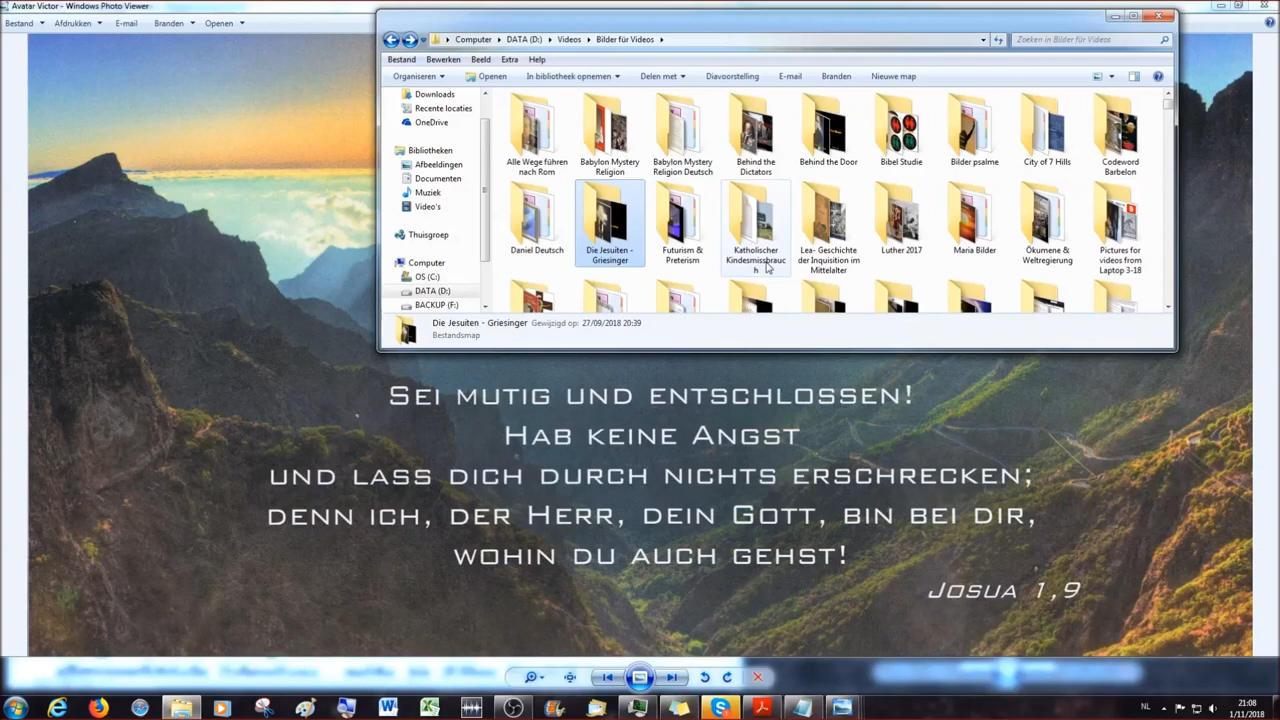 Avatar Victor - Windows Photo Viewer
Bestand Afdrukken E-mail Branden Openen
Computer DATA (D:) Videos Bilder für Videos
Zoeken in Bilder für Videos
Bestand Bewerken Beeld Extra Help
Organiseren Openen In bibliotheek opnemen Delen met Diavoorstelling E-mail Branden Nieuwe map
Downloads
Recente locaties
OneDrive
Bibliotheken
Afbeeldingen
Documenten
Muziek
Video's
Thuisgroep
Computer
OS (C:)
DATA (D:)
BACKUP (F:)
Alle Wege führen
nach Rom
Babylon Mystery
Religion
Babylon Mystery
Religion Deutsch
Behind the
Dictators
Behind the Door
Bibel Studie
Bilder psalme
City of 7 Hills
Codeword
Barbelon
Daniel Deutsch
Die Jesuiten -
Griesinger
Futurism &
Preterism
Katholischer
Kindesmissbrauc
h
Lea- Geschichte
der Inquisition im
Mittelalter
Luther 2017
Maria Bilder
Ökumene &
Weltregierung
Pictures for
videos from
Laptop 3-18
Die Jesuiten - Griesinger Gewijzigd op: 27/09/2018 20:39
Bestandsmap
Sei mutig und entschlossen!
Hab keine Angst
und lass dich durch nichts erschrecken;
denn ich, der Herr, dein Gott, bin bei dir,
wohin du auch gehst!
Josua 1,9
NL
21:08
1/11/2018